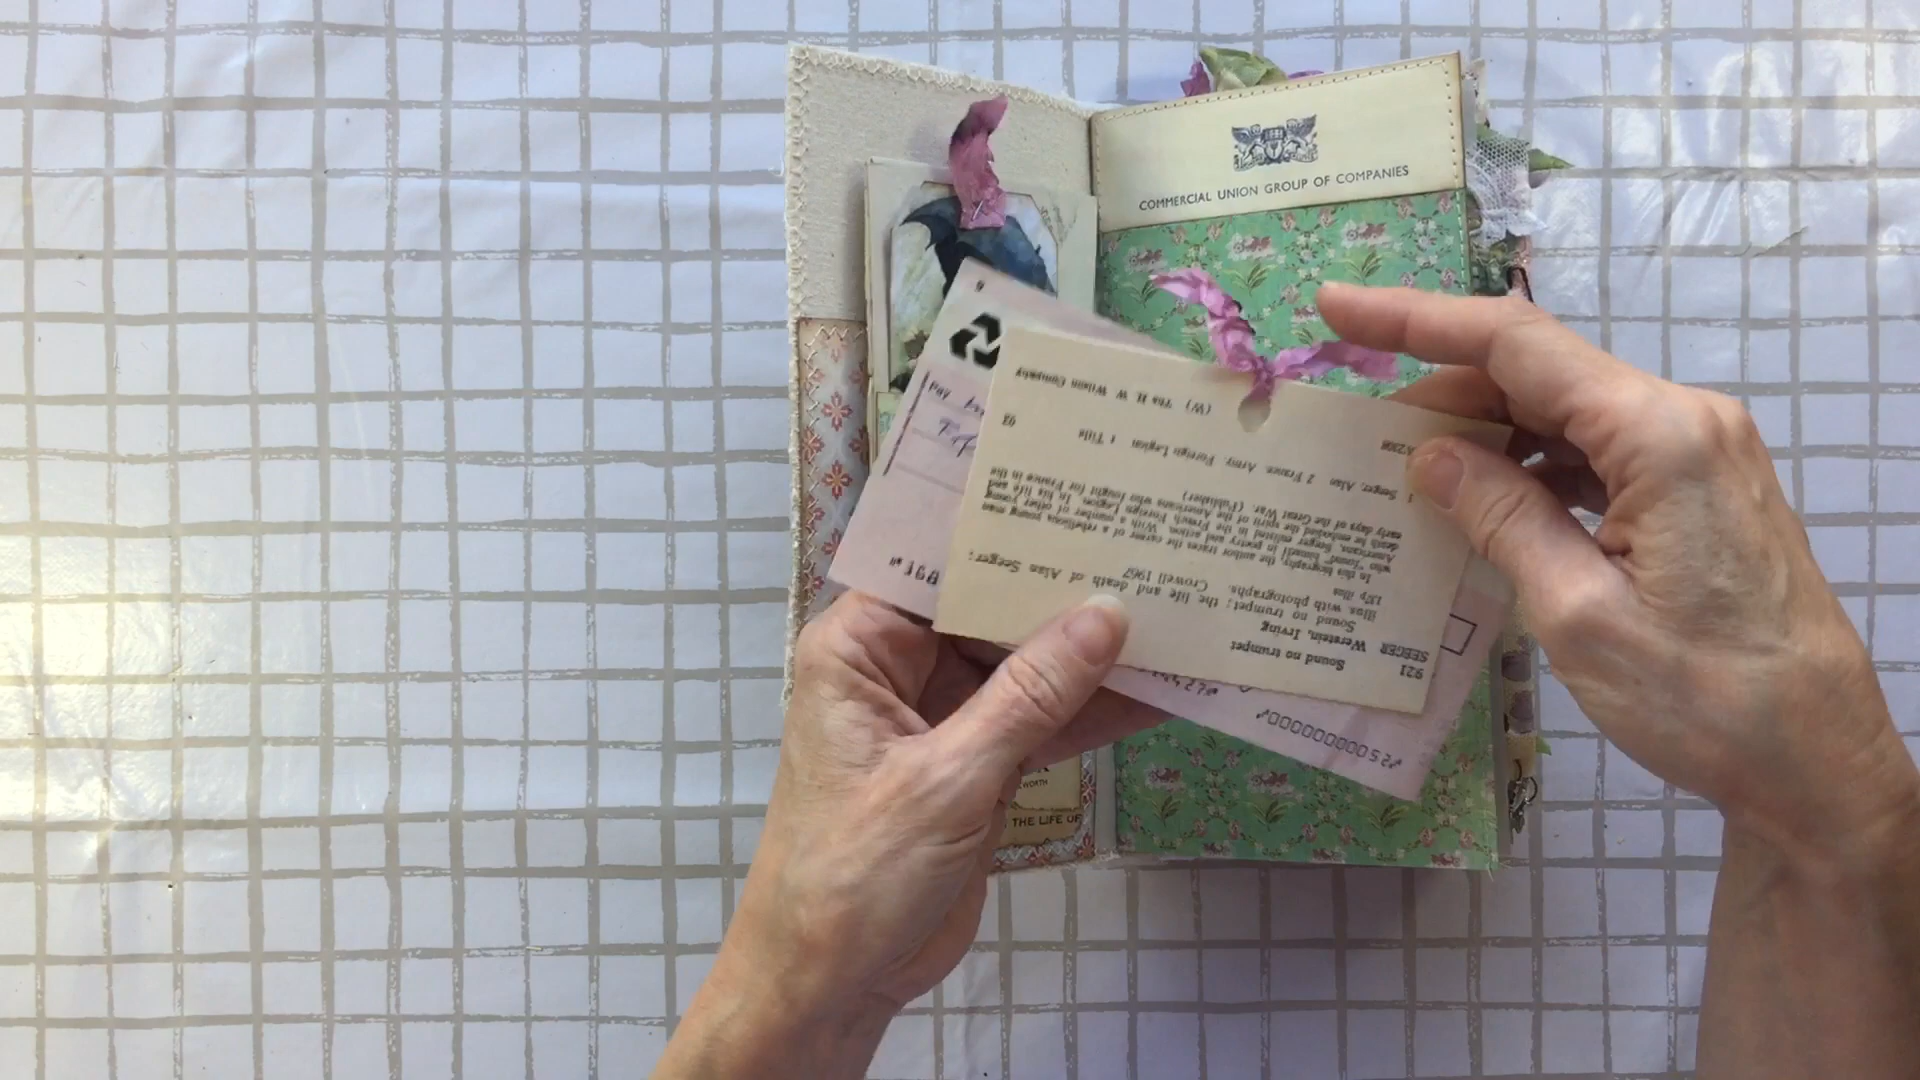 COMMERCIAL UNION GROUP OF COMPANIES
921 Sound no trumpet
SEEGER Werstein, Irving
Sound no trumpet; the life and death of Alan Seeger;
illus with photographs. Crowell 1967
137p illus
In this biography, the author traces the career of a rebellious young man
who "found himself in poetry and action. With a number of other young
Americans, Seeger enlisted in the French Foreign Legion. In his life and
death he embodied the spirit of the Americans who fought for France in the
early days of the Great War. (Publisher)
1 Seeger, Alan 2 France. Army. Foreign Legion 1 Title
93
(W) The H. W. Wilson Company
THE LIFE OF